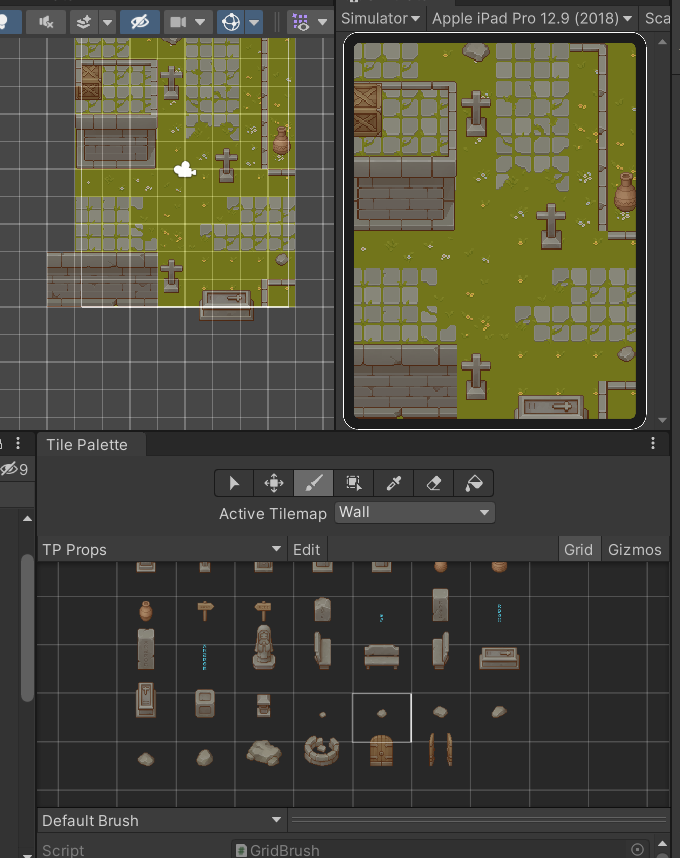 Simulator
Apple iPad Pro 12.9 (2018)
Sca
9
Tile Palette
Active Tilemap
Wall
TP Props
Edit
Grid
Gizmos
Default Brush
Script
GridBrush